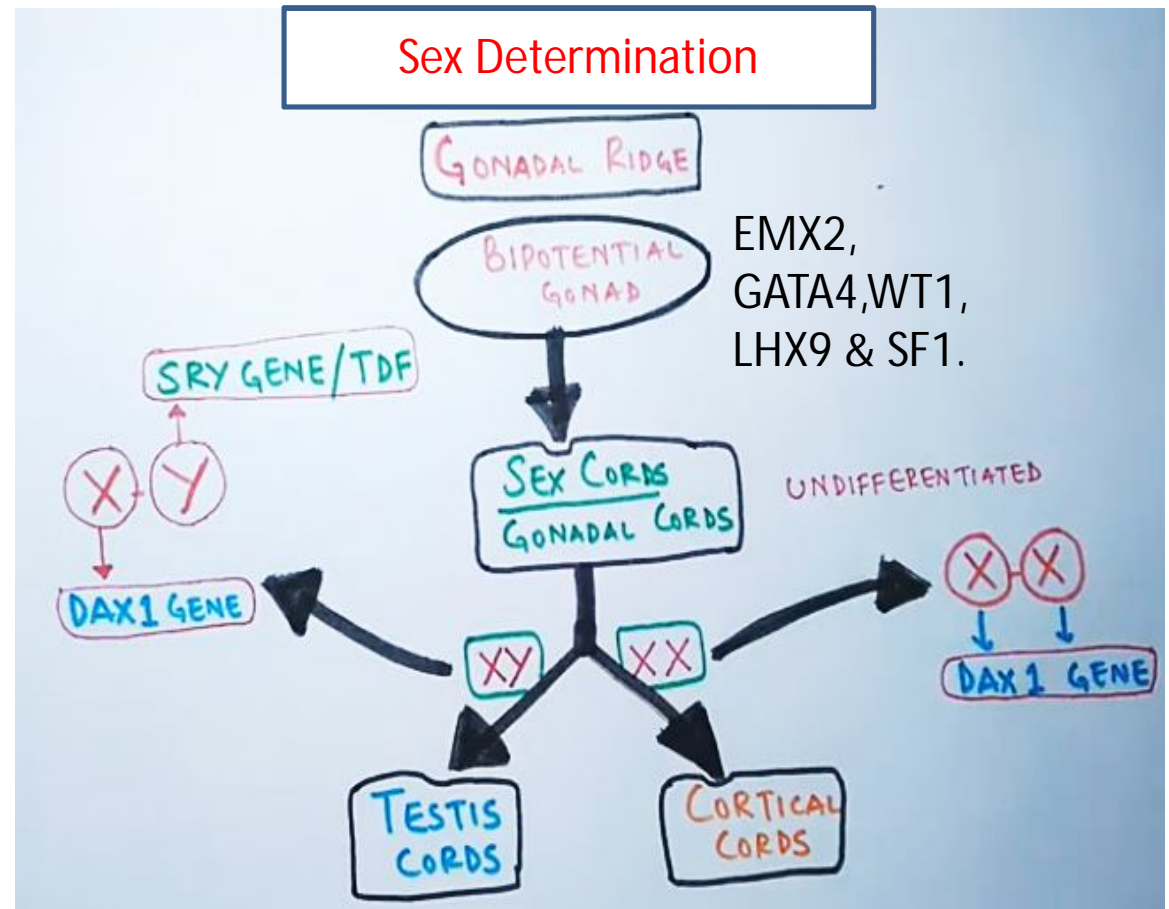 Sex Determination
GONADAL RIDGE
BIPOTENTIAL
GONAD
EMX2,
GATA4,WT1,
LHX9 & SF1.
SRY GENE/TDF
X-Y
DAX1 GENE
SEX CORDS
GONADAL CORDS
UNDIFFERENTIATED
X-X
DAX 1 GENE
XY
XX
TESTIS
CORDS
CORTICAL
CORDS